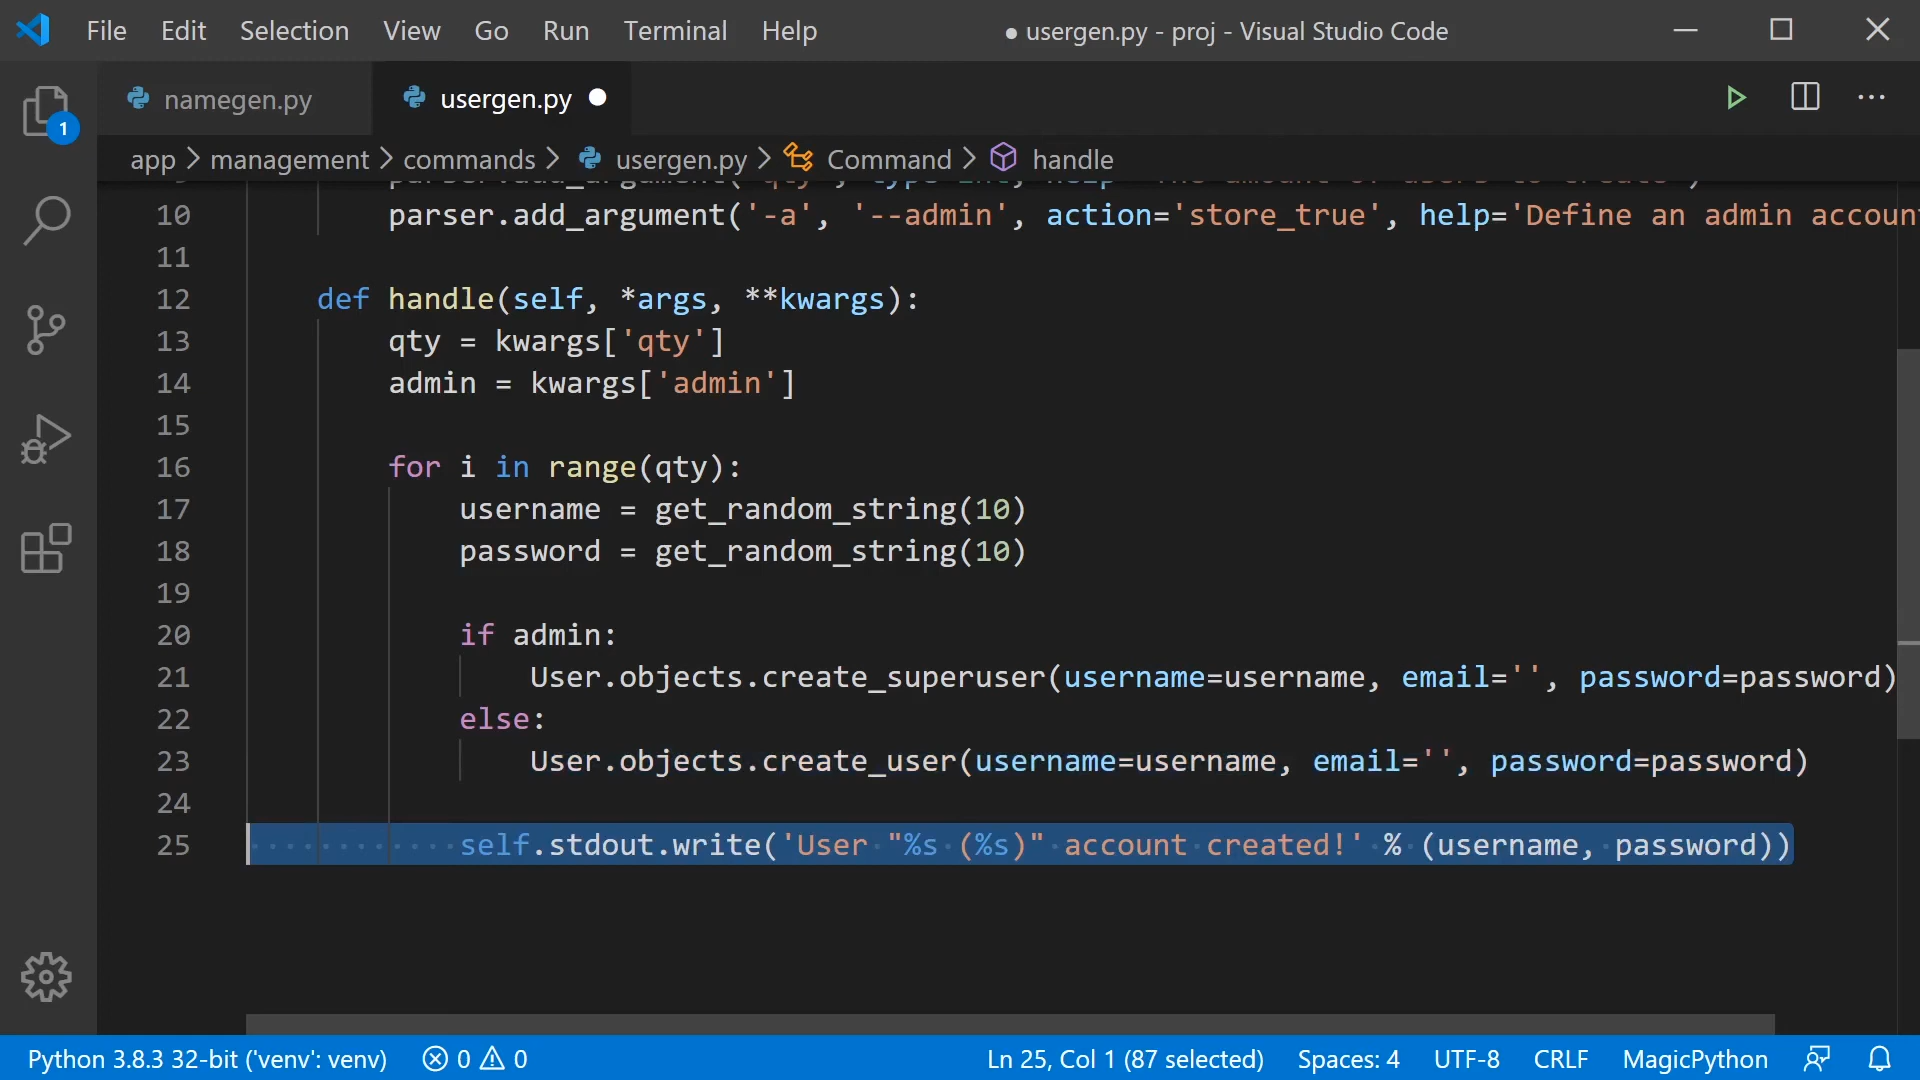 File Edit Selection View Go Run Terminal Help ● usergen.py - proj - Visual Studio Code
namegen.py usergen.py
app > management > commands > usergen.py > Command > handle
1
10 parser.add_argument('-a', '--admin', action='store_true', help='Define an admin accoun
11
12 def handle(self, *args, **kwargs):
13 qty = kwargs['qty']
14 admin = kwargs['admin']
15
16 for i in range(qty):
17 username = get_random_string(10)
18 password = get_random_string(10)
19
20 if admin:
21 User.objects.create_superuser(username=username, email='', password=password)
22 else:
23 User.objects.create_user(username=username, email='', password=password)
24
25 self.stdout.write('User "%s (%s)" account created!' % (username, password))
Python 3.8.3 32-bit ('venv': venv) 0 0 Ln 25, Col 1 (87 selected) Spaces: 4 UTF-8 CRLF MagicPython